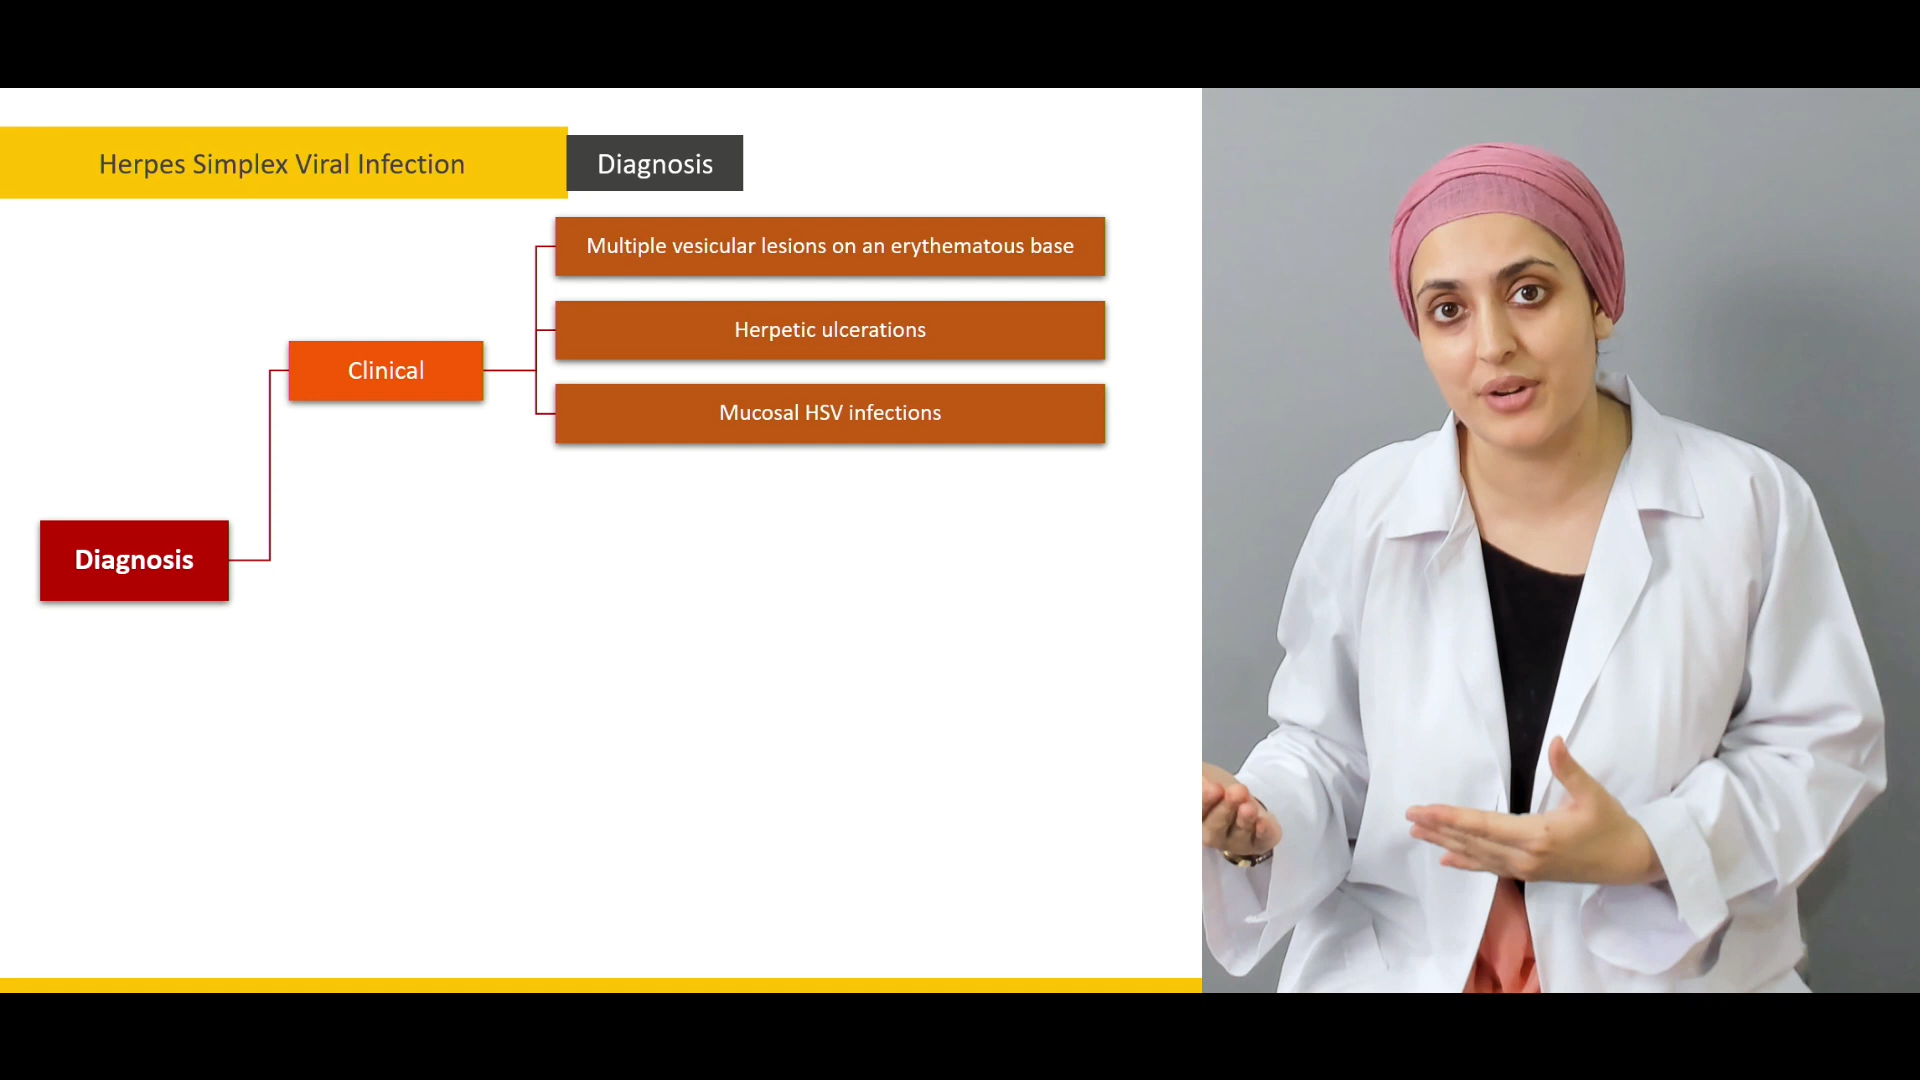 Herpes Simplex Viral Infection
Diagnosis
Multiple vesicular lesions on an erythematous base
Herpetic ulcerations
Clinical
Mucosal HSV infections
Diagnosis